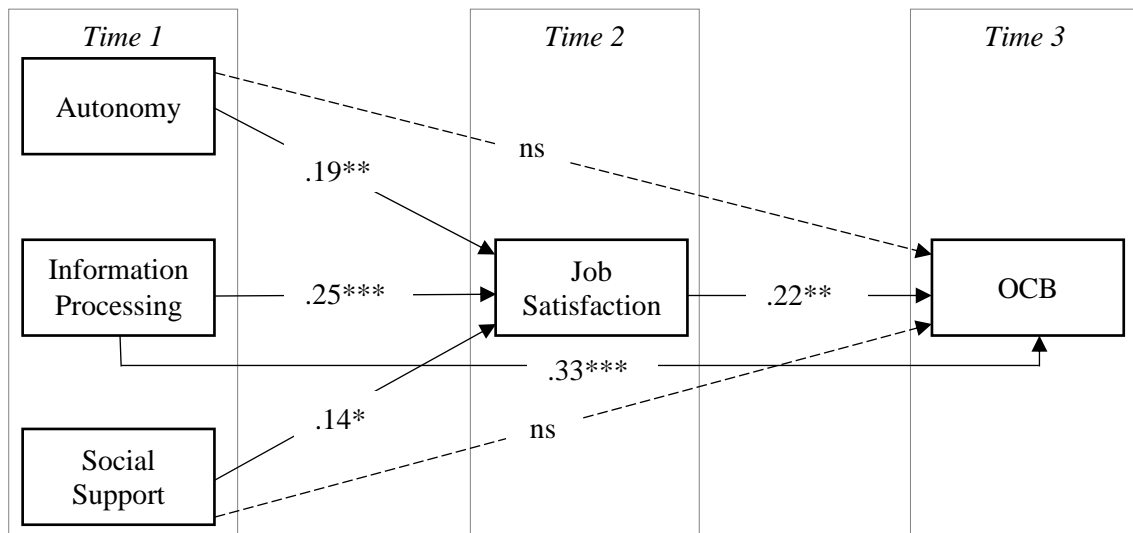 Time 1
Time 2
Time 3
Autonomy
ns
.19**
Information
Processing
.25***
Job
Satisfaction
.22**
OCB
.33***
.14*
ns
Social
Support